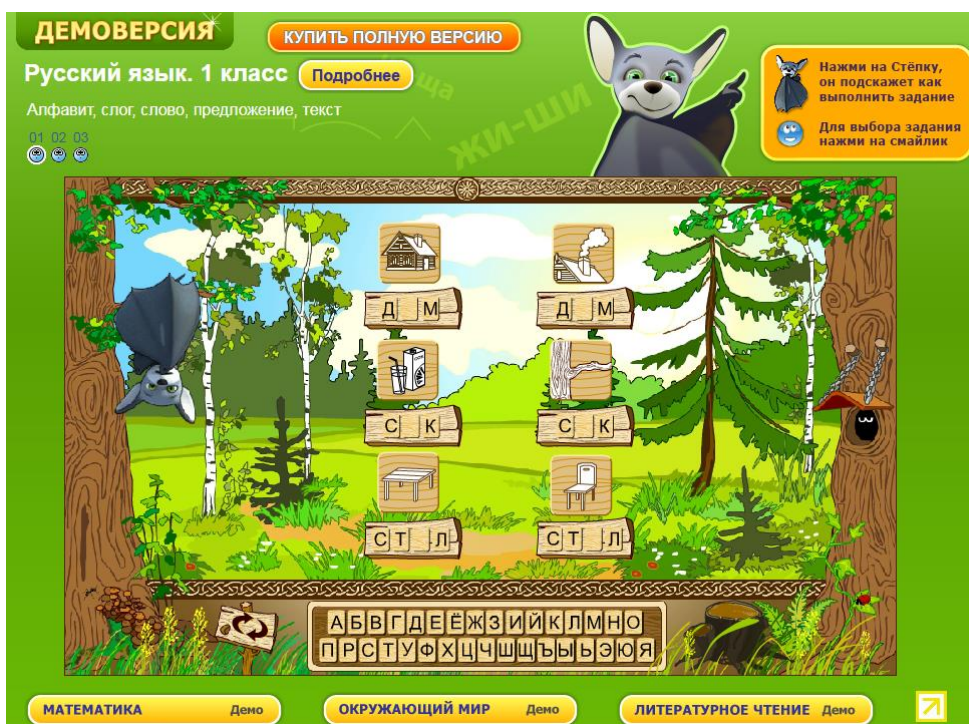 ДЕМОВЕРСИЯ
КУПИТЬ ПОЛНУЮ ВЕРСИЮ
Русский язык. 1 класс
Подробнее
Алфавит, слог, слово, предложение, текст
01 02 03
ЖИ-ШИ
ща
Нажми на Стёпку,
он подскажет как
выполнить задание
Для выбора задания
нажми на смайлик
Д М
Д М
С К
С К
СТ Л
СТ Л
АБВГДЕЁЖЗИЙКЛМНО
ПРСТУФХЦЧШЩЪЫЬЭЮЯ
МАТЕМАТИКА Демо
ОКРУЖАЮЩИЙ МИР Демо
ЛИТЕРАТУРНОЕ ЧТЕНИЕ Демо